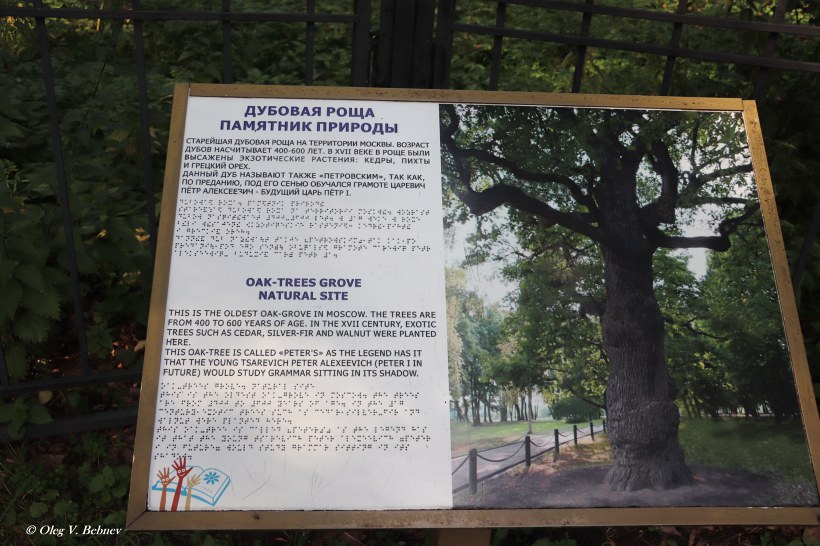 ДУБОВАЯ РОЩА
ПАМЯТНИК ПРИРОДЫ
СТАРЕЙШАЯ ДУБОВАЯ РОЩА НА ТЕРРИТОРИИ МОСКВЫ. ВОЗРАСТ
ДУБОВ НАСЧИТЫВАЕТ 400-600 ЛЕТ. В XVII ВЕКЕ В РОЩЕ БЫЛИ
ВЫСАЖЕНЫ ЭКЗОТИЧЕСКИЕ РАСТЕНИЯ: КЕДРЫ, ПИХТЫ
И ГРЕЦКИЙ ОРЕХ.
ДАННЫЙ ДУБ НАЗЫВАЮТ ТАКЖЕ «ПЕТРОВСКИМ», ТАК КАК,
ПО ПРЕДАНИЮ, ПОД ЕГО СЕНЬЮ ОБУЧАЛСЯ ГРАМОТЕ ЦАРЕВИЧ
ПЁТР АЛЕКСЕЕВИЧ - БУДУЩИЙ ЦАРЬ ПЁТР I.
OAK-TREES GROVE
NATURAL SITE
THIS IS THE OLDEST OAK-GROVE IN MOSCOW. THE TREES ARE
FROM 400 TO 600 YEARS OF AGE. IN THE XVII CENTURY, EXOTIC
TREES SUCH AS CEDAR, SILVER-FIR AND WALNUT WERE PLANTED
HERE.
THIS OAK-TREE IS CALLED «PETER'S» AS THE LEGEND HAS IT
THAT THE YOUNG TSAREVICH PETER ALEXEEVICH (PETER I IN
FUTURE) WOULD STUDY GRAMMAR SITTING IN ITS SHADOW.
© Oleg V. Bebnev